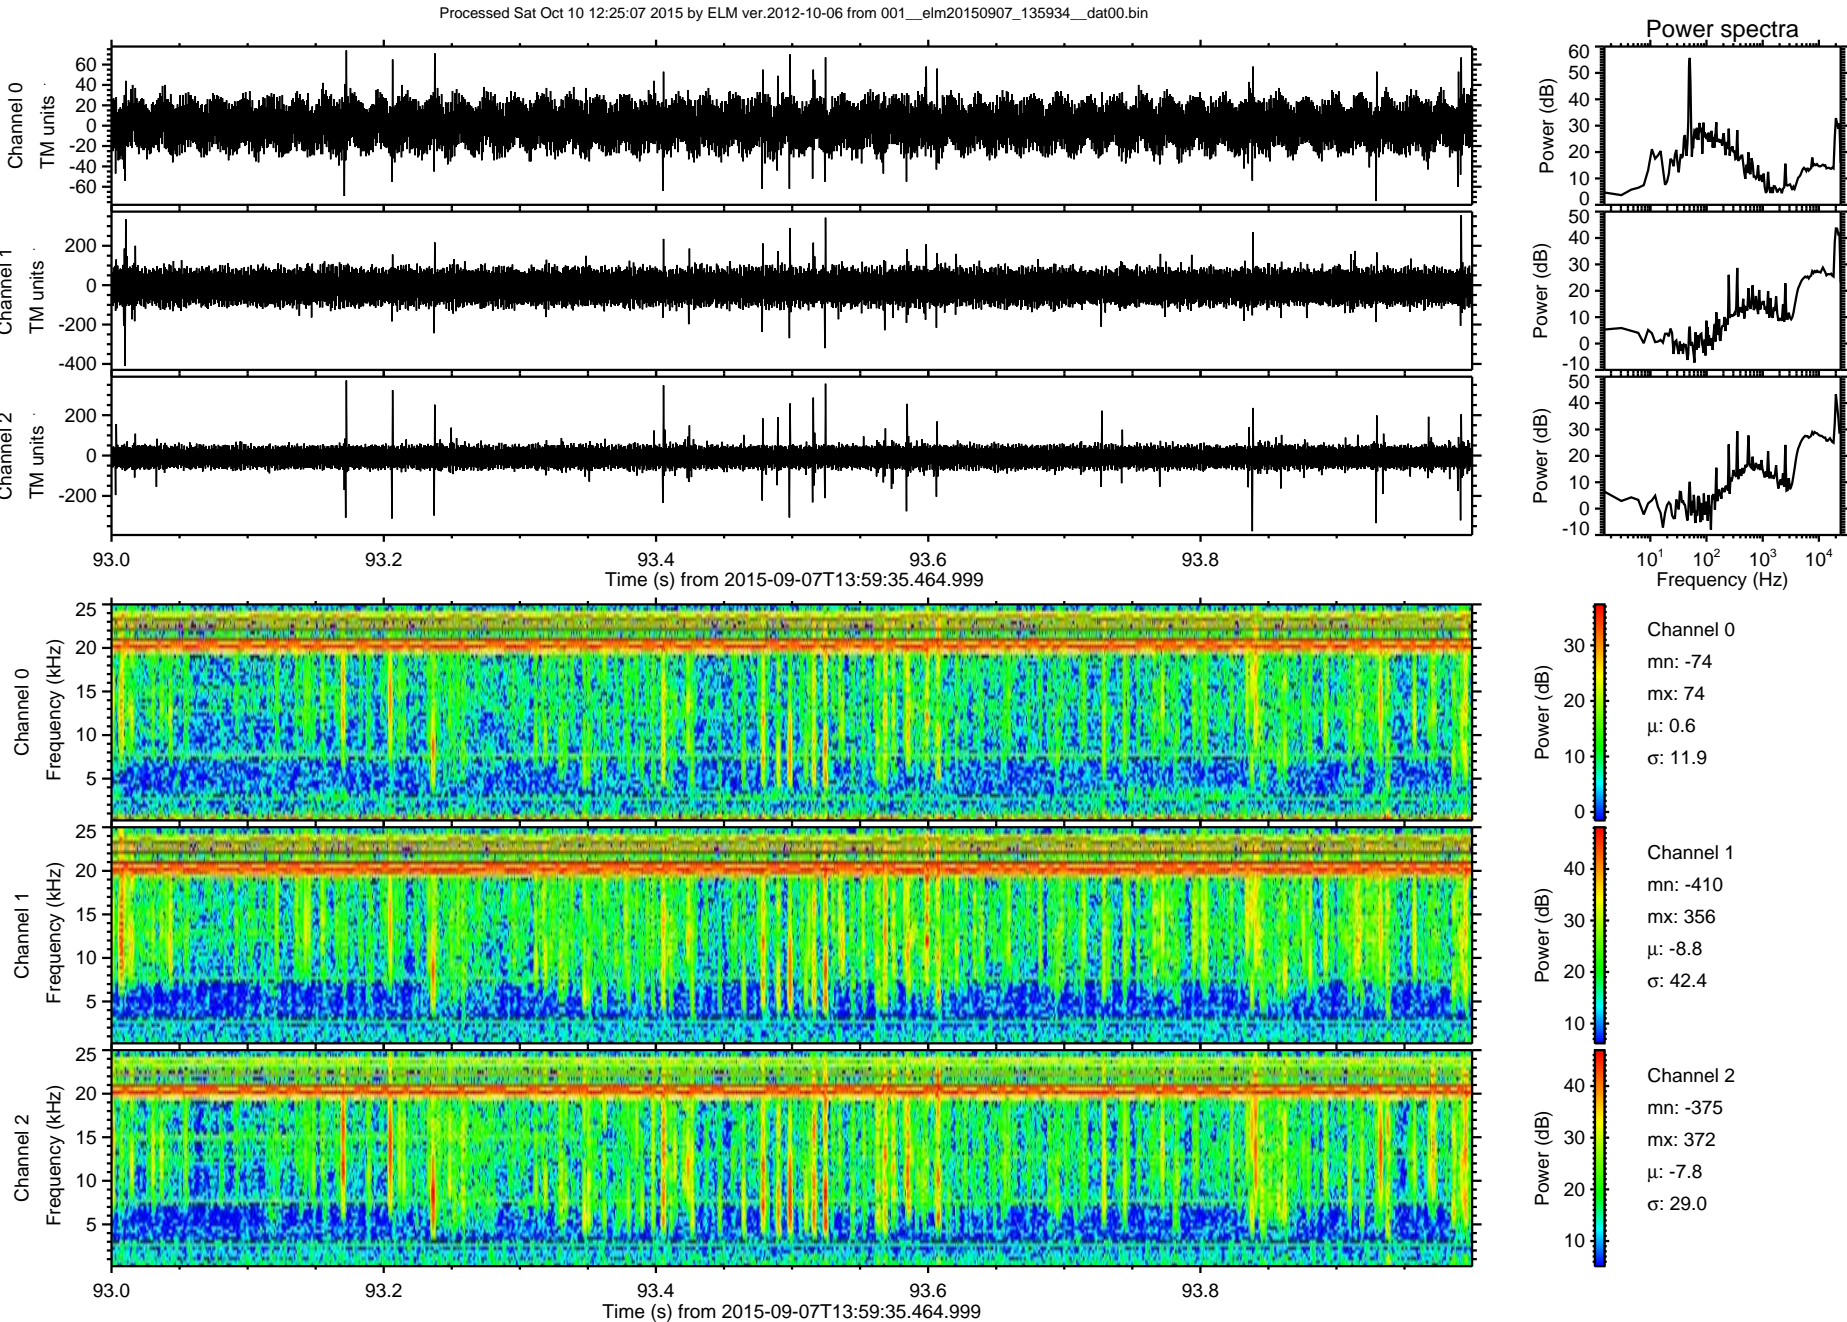 Processed Sat Oct 10 12:25:07 2015 by ELM ver.2012-10-06 from 001__elm20150907_135934__dat00.bin
Power spectra
Channel 0
TM units
60
40
20
0
-20
-40
-60
Power (dB)
60
50
40
30
20
10
0
Channel 1
TM units
200
0
-200
-400
Power (dB)
50
40
30
20
10
0
-10
Channel 2
TM units
200
0
-200
Power (dB)
50
40
30
20
10
0
-10
93.0 93.2 93.4 93.6 93.8
Time (s) from 2015-09-07T13:59:35.464.999
10^1 10^2 10^3 10^4
Frequency (Hz)
Channel 0
Frequency (kHz)
25
20
15
10
5
Power (dB)
30
20
10
0
Channel 0
mn: -74
mx: 74
μ: 0.6
σ: 11.9
Channel 1
Frequency (kHz)
25
20
15
10
5
Power (dB)
40
30
20
10
Channel 1
mn: -410
mx: 356
μ: -8.8
σ: 42.4
Channel 2
Frequency (kHz)
25
20
15
10
5
Power (dB)
40
30
20
10
Channel 2
mn: -375
mx: 372
μ: -7.8
σ: 29.0
93.0 93.2 93.4 93.6 93.8
Time (s) from 2015-09-07T13:59:35.464.999